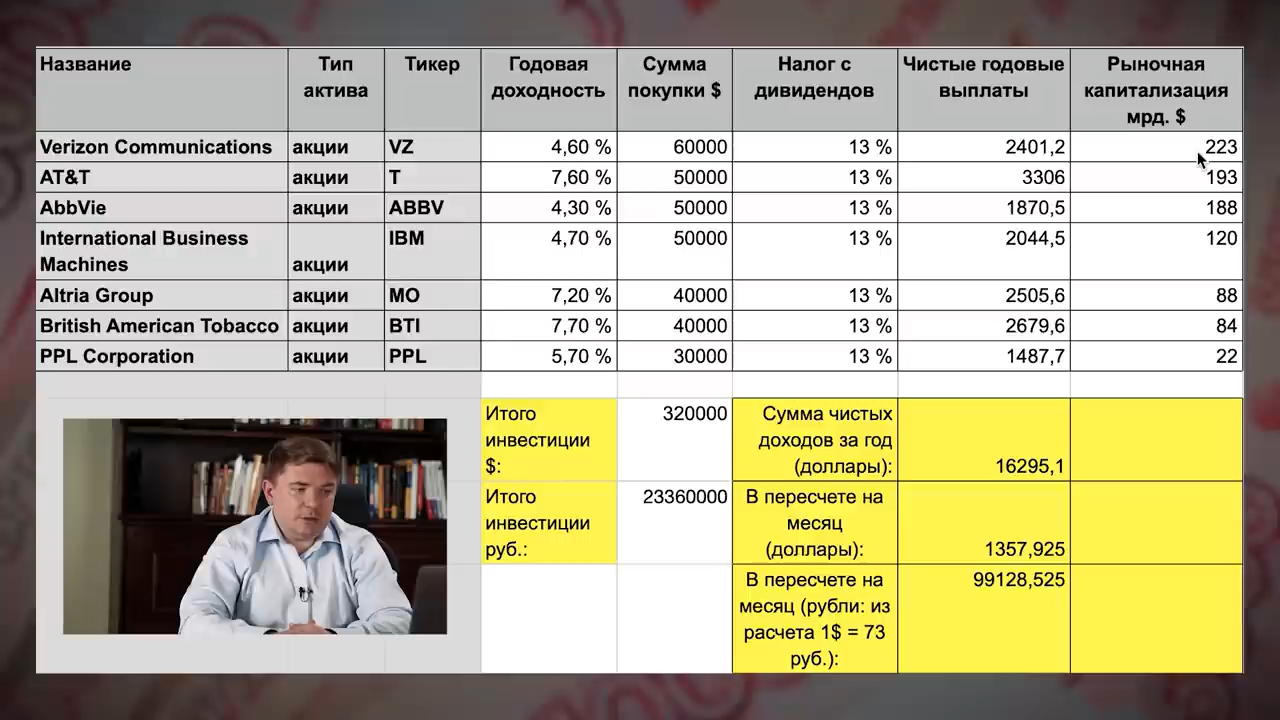 Название Тип актива Тикер Годовая доходность Сумма покупки $ Налог с дивидендов Чистые годовые выплаты Рыночная капитализация мрд. $
Verizon Communications акции VZ 4,60 % 60000 13 % 2401,2 223
AT&T акции T 7,60 % 50000 13 % 3306 193
AbbVie акции ABBV 4,30 % 50000 13 % 1870,5 188
International Business Machines акции IBM 4,70 % 50000 13 % 2044,5 120
Altria Group акции MO 7,20 % 40000 13 % 2505,6 88
British American Tobacco акции BTI 7,70 % 40000 13 % 2679,6 84
PPL Corporation акции PPL 5,70 % 30000 13 % 1487,7 22
Итого инвестиции $: 320000 Сумма чистых доходов за год (доллары): 16295,1
Итого инвестиции руб.: 23360000 В пересчете на месяц (доллары): 1357,925
В пересчете на месяц (рубли: из расчета 1$ = 73 руб.): 99128,525